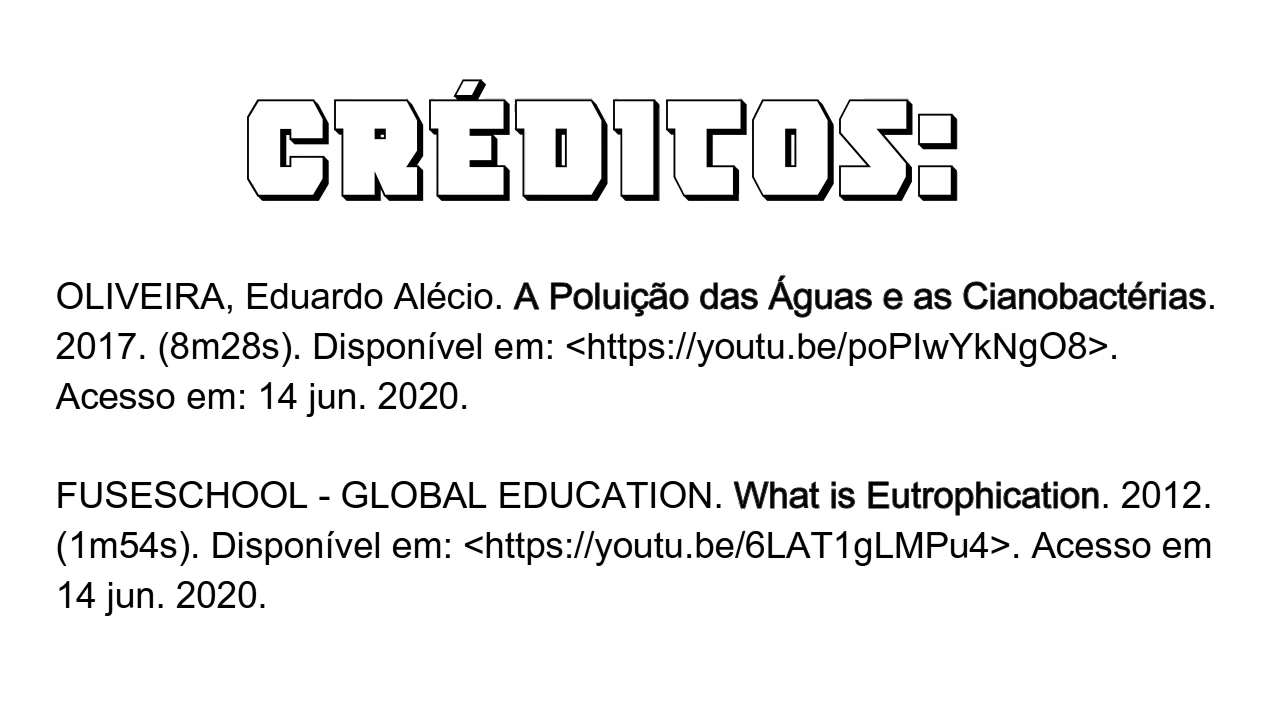 CRÉDITOS:
OLIVEIRA, Eduardo Alécio. A Poluição das Águas e as Cianobactérias.
2017. (8m28s). Disponível em: <https://youtu.be/poPIwYkNgO8>.
Acesso em: 14 jun. 2020.
FUSESCHOOL - GLOBAL EDUCATION. What is Eutrophication. 2012.
(1m54s). Disponível em: <https://youtu.be/6LAT1gLMPu4>. Acesso em
14 jun. 2020.